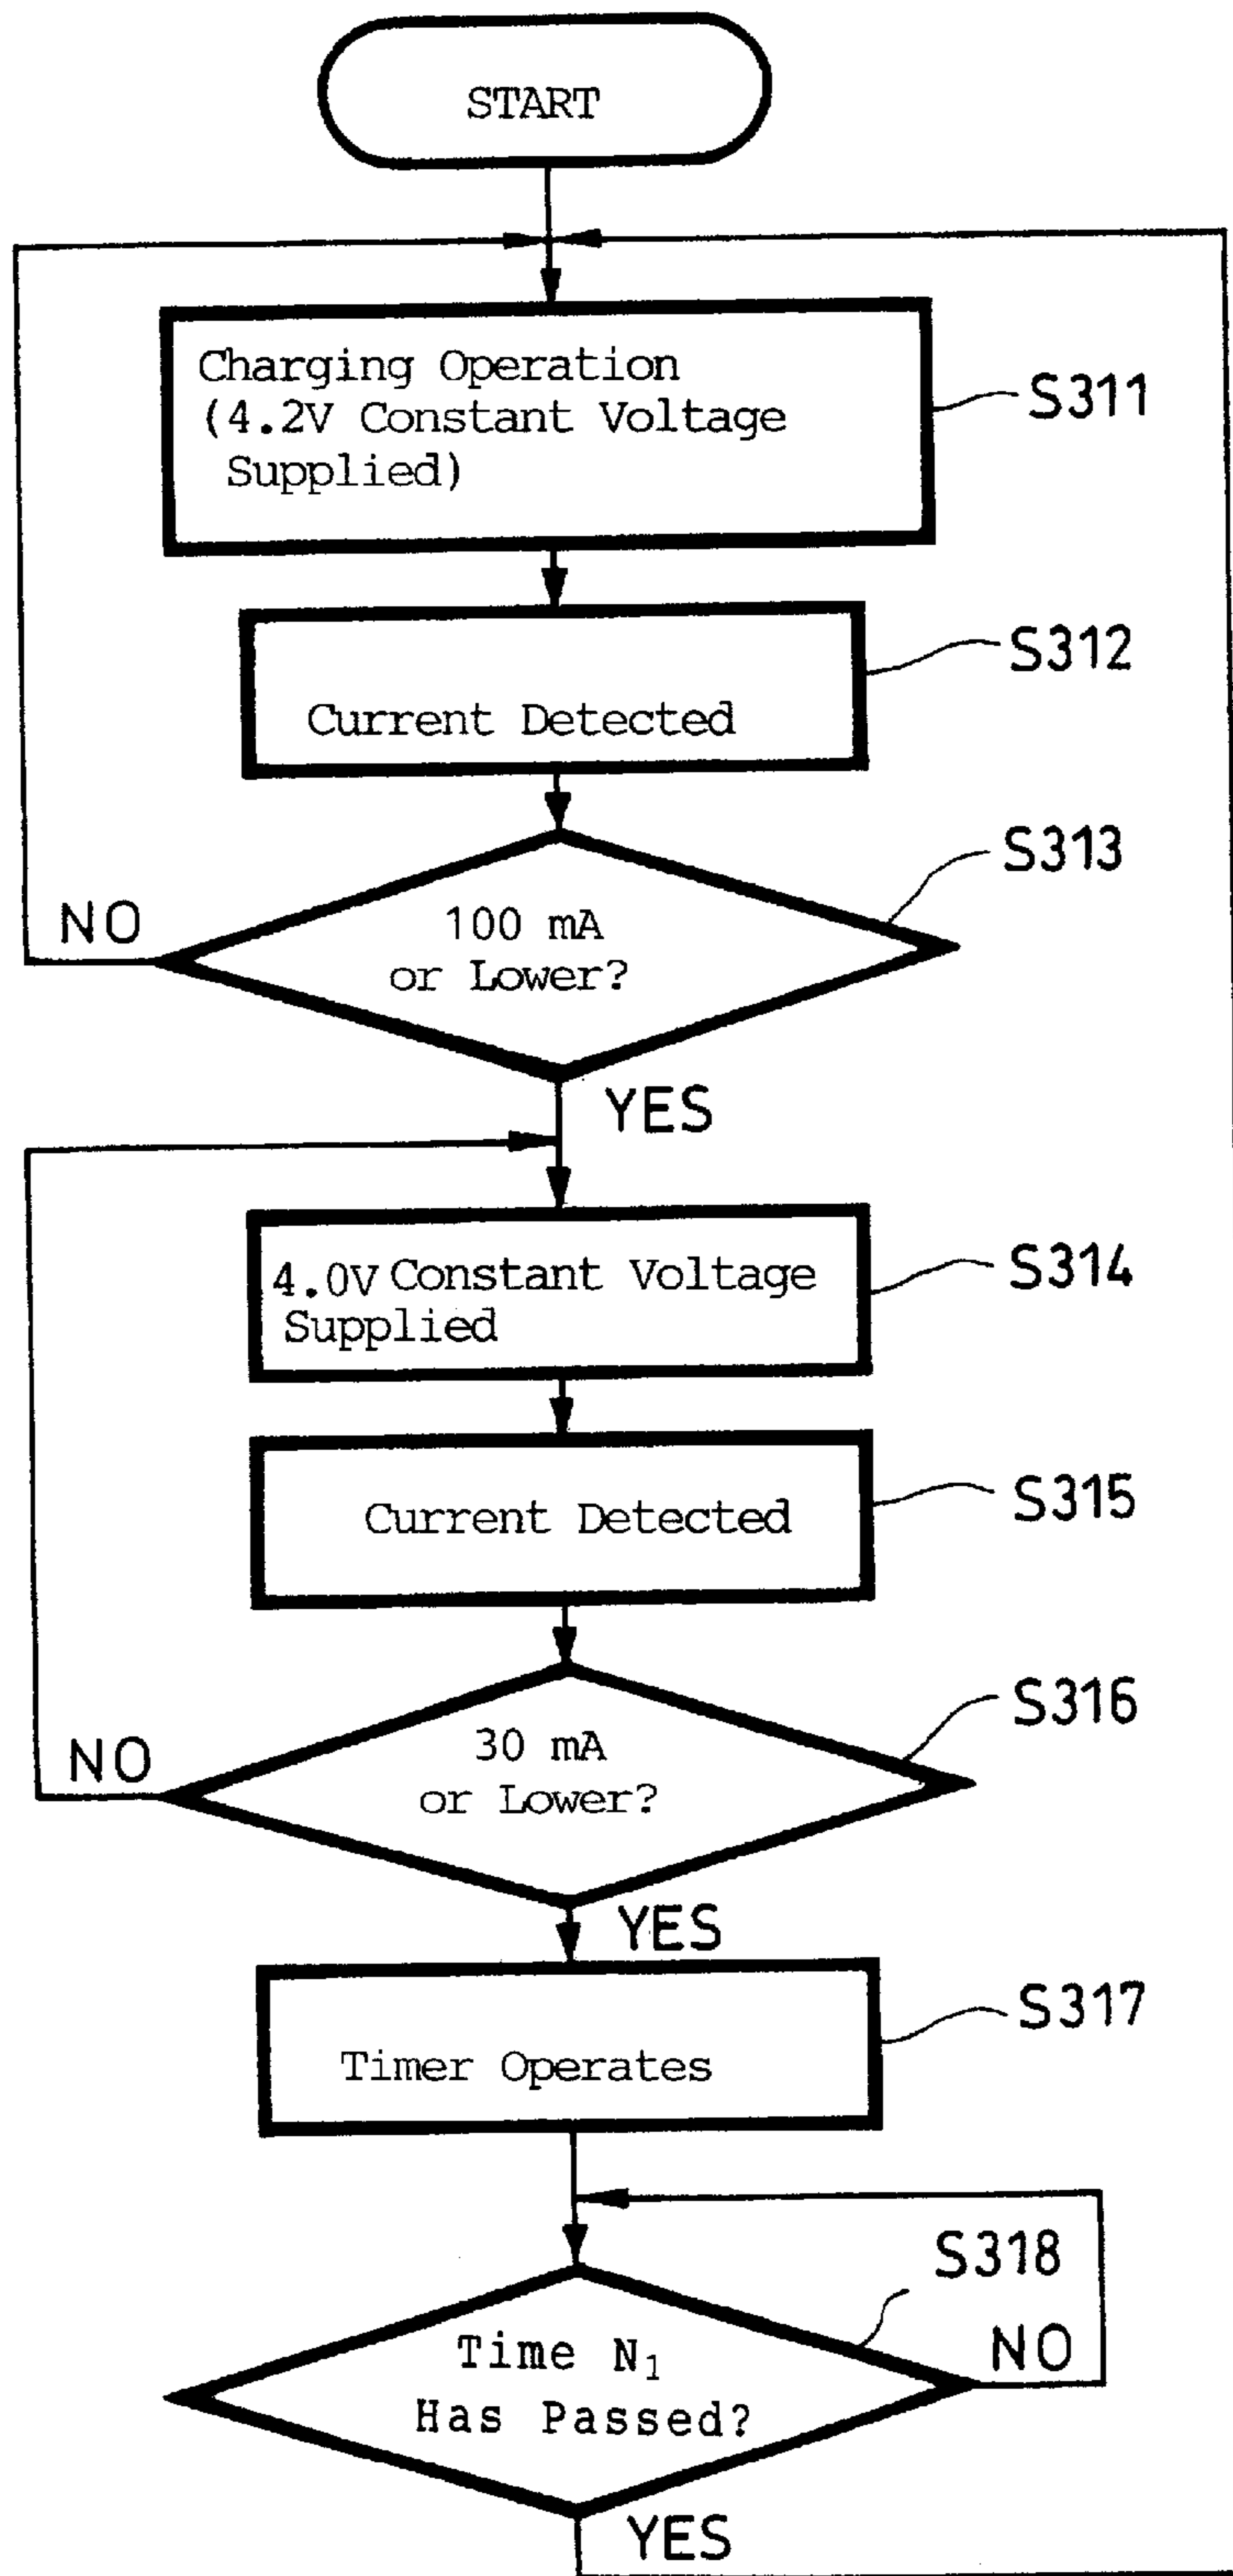 START
Charging Operation
(4.2V Constant Voltage
Supplied)
S311
Current Detected
S312
100 mA
or Lower?
S313
NO
YES
4.0V Constant Voltage
Supplied
S314
Current Detected
S315
30 mA
or Lower?
S316
NO
YES
Timer Operates
S317
Time N₁
Has Passed?
S318
NO
YES